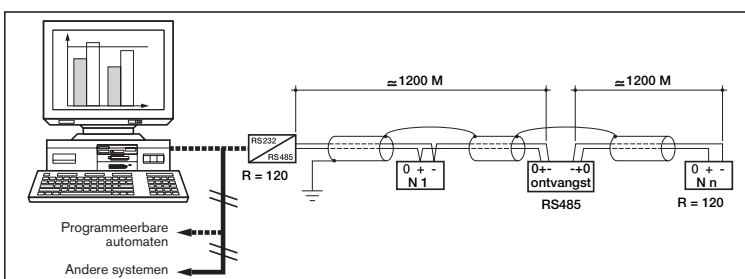 ≃1200 M
≃1200 M
RS232
RS485
R = 120
0 + -
N 1
0+- -+0
ontvangst
RS485
0 + -
N n
R = 120
Programmeerbare
automaten
Andere systemen